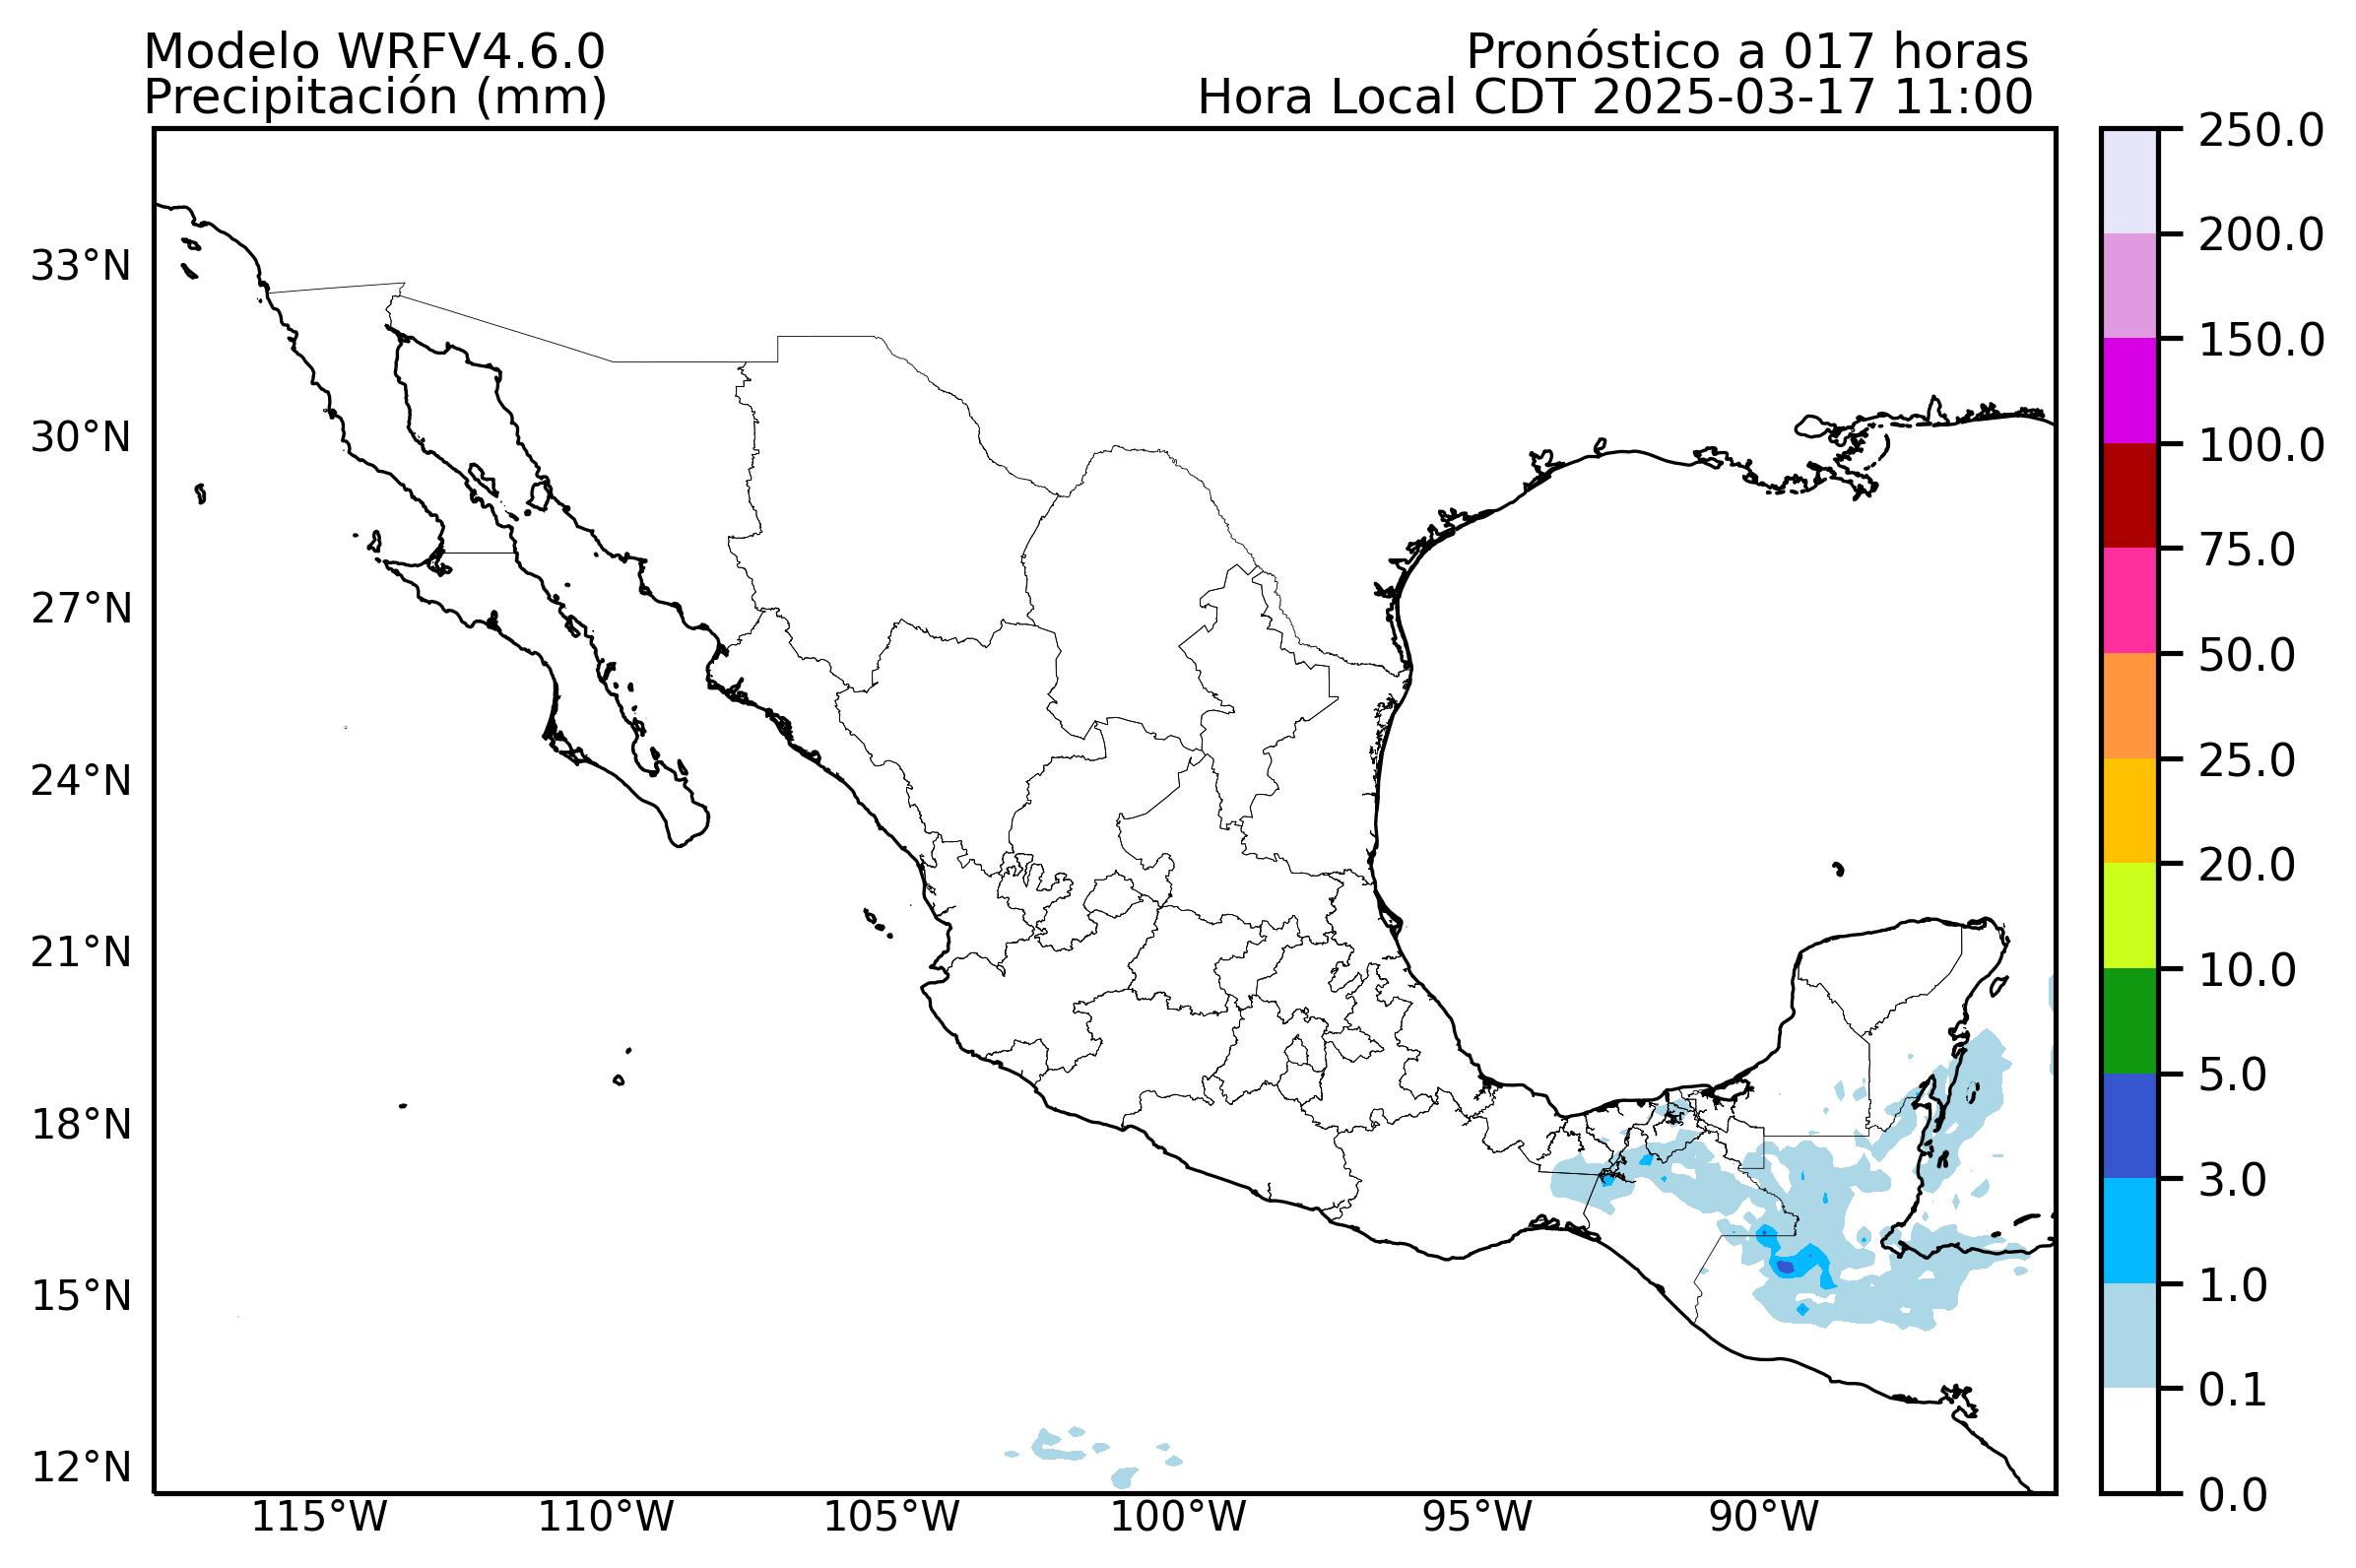 Modelo WRFV4.6.0
Precipitación (mm)
Pronóstico a 017 horas
Hora Local CDT 2025-03-17 11:00
33°N
30°N
27°N
24°N
21°N
18°N
15°N
12°N
115°W
110°W
105°W
100°W
95°W
90°W
250.0
200.0
150.0
100.0
75.0
50.0
25.0
20.0
10.0
5.0
3.0
1.0
0.1
0.0